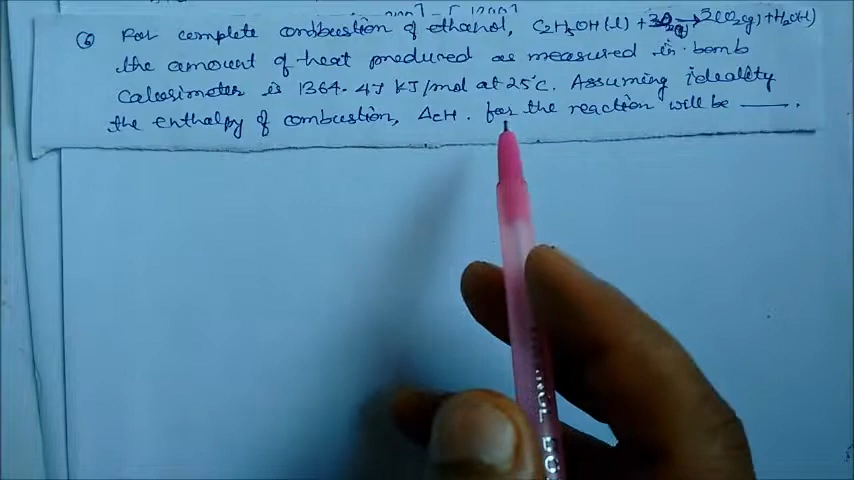 ⑥ For complete combustion of ethanol, C2H5OH(l) + 3O2(g) → 2CO2(g) + H2O(l)
the amount of heat produced as measured in bomb
Calorimeter is 1364.47 KJ/mol at 25°C. Assuming ideality
the enthalpy of combustion, ΔcH. for the reaction will be ___.